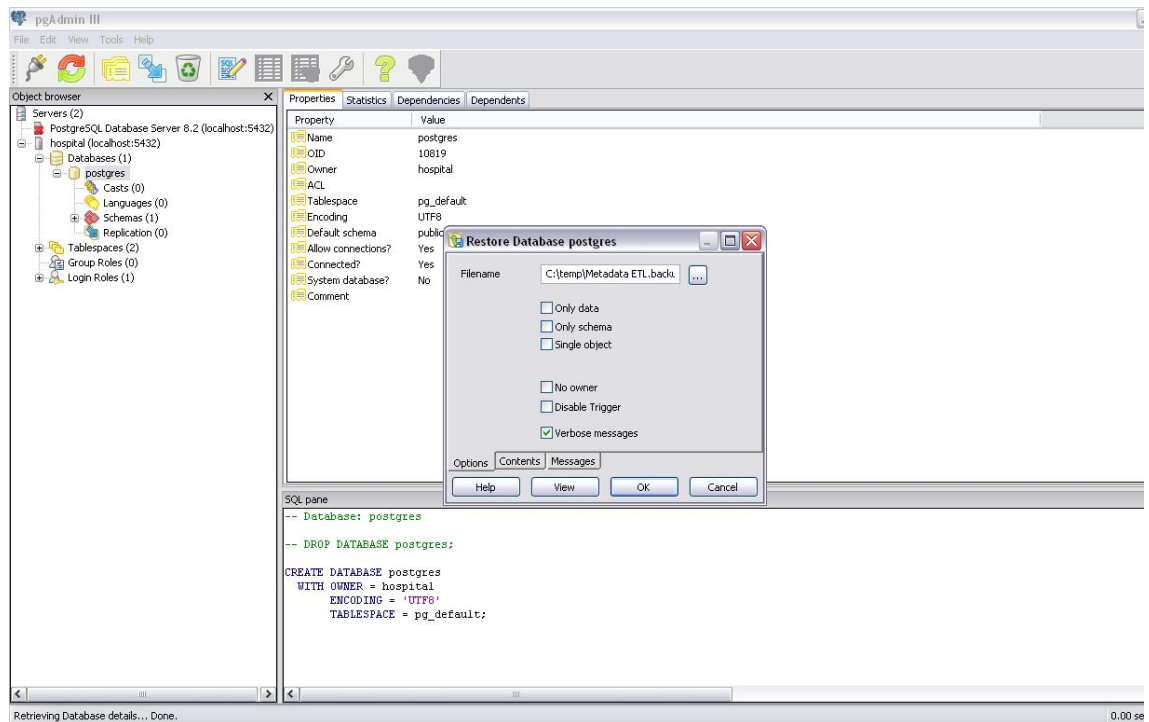 pgAdmin III
File Edit View Tools Help
SQL
Object browser X
Servers (2)
PostgreSQL Database Server 8.2 (localhost:5432)
hospital (localhost:5432)
Databases (1)
postgres
Casts (0)
Languages (0)
Schemas (1)
Replication (0)
Tablespaces (2)
Group Roles (0)
Login Roles (1)
Properties Statistics Dependencies Dependents
Property Value
Name postgres
OID 10819
Owner hospital
ACL
Tablespace pg_default
Encoding UTF8
Default schema public
Allow connections? Yes
Connected? Yes
System database? No
Comment
Restore Database postgres
Filename C:\temp\Metadata ETL.backu ...
Only data
Only schema
Single object
No owner
Disable Trigger
Verbose messages
Options Contents Messages
Help View OK Cancel
SQL pane
-- Database: postgres
-- DROP DATABASE postgres;
CREATE DATABASE postgres
WITH OWNER = hospital
ENCODING = 'UTF8'
TABLESPACE = pg_default;
Retrieving Database details... Done. 0.00 se